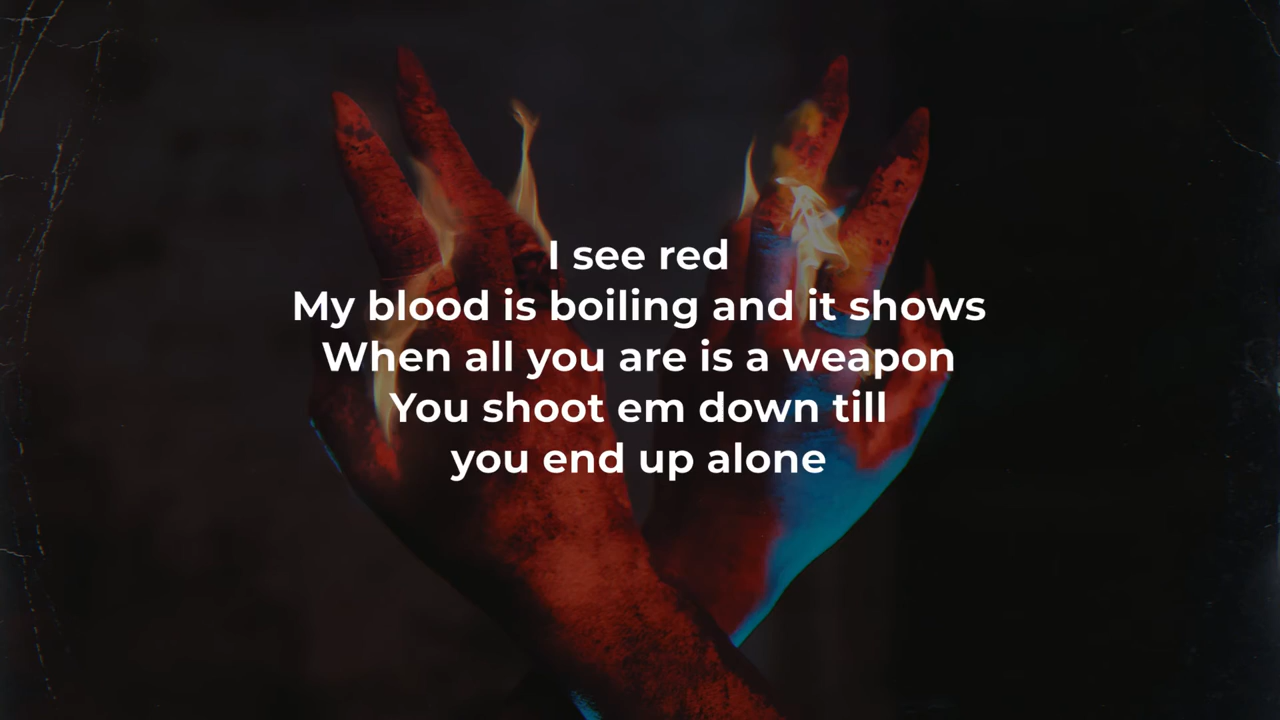 I see red
My blood is boiling and it shows
When all you are is a weapon
You shoot em down till
you end up alone